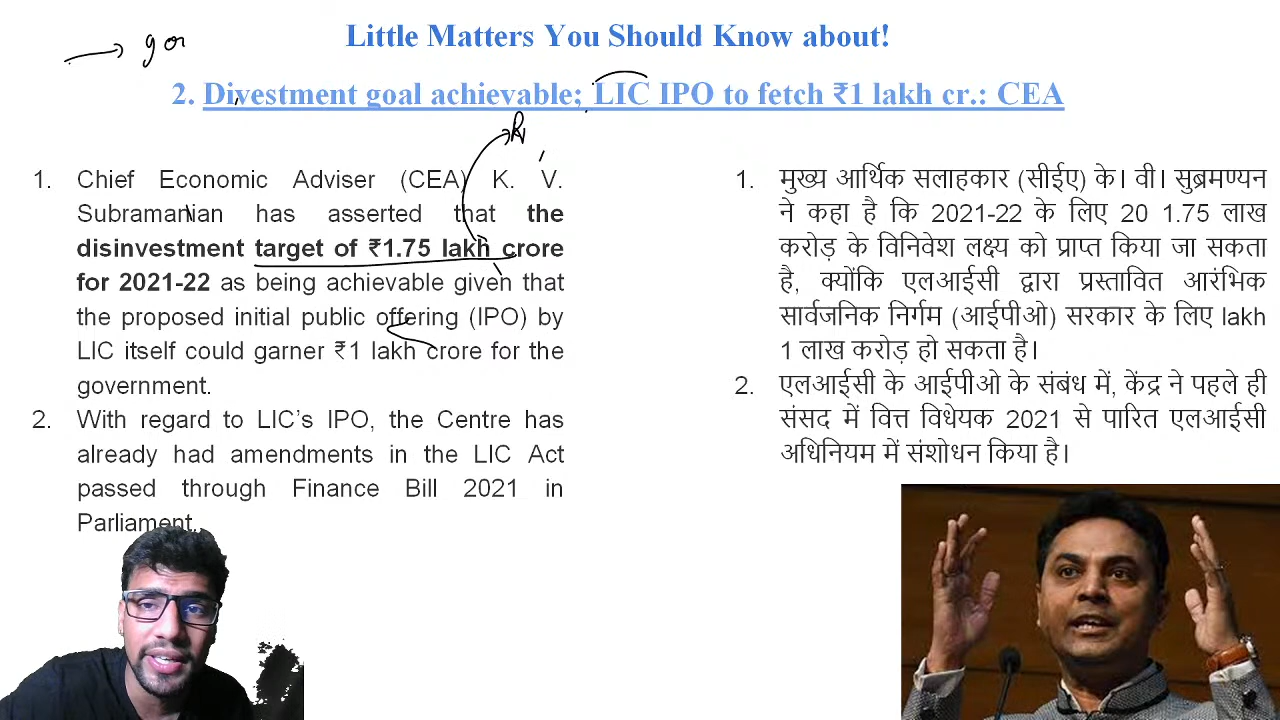 Little Matters You Should Know about!
2. Divestment goal achievable; LIC IPO to fetch ₹1 lakh cr.: CEA
1. Chief Economic Adviser (CEA) K. V.
Subramanian has asserted that the
disinvestment target of ₹1.75 lakh crore
for 2021-22 as being achievable given that
the proposed initial public offering (IPO) by
LIC itself could garner ₹1 lakh crore for the
government.
2. With regard to LIC’s IPO, the Centre has
already had amendments in the LIC Act
passed through Finance Bill 2021 in
Parliament.
1. मुख्य आर्थिक सलाहकार (सीईए) के। वी। सुब्रमण्यन
ने कहा है कि 2021-22 के लिए 20 1.75 लाख
करोड़ के विनिवेश लक्ष्य को प्राप्त किया जा सकता
है, क्योंकि एलआईसी द्वारा प्रस्तावित आरंभिक
सार्वजनिक निर्गम (आईपीओ) सरकार के लिए lakh
1 लाख करोड़ हो सकता है।
2. एलआईसी के आईपीओ के संबंध में, केंद्र ने पहले ही
संसद में वित्त विधेयक 2021 से पारित एलआईसी
अधिनियम में संशोधन किया है।